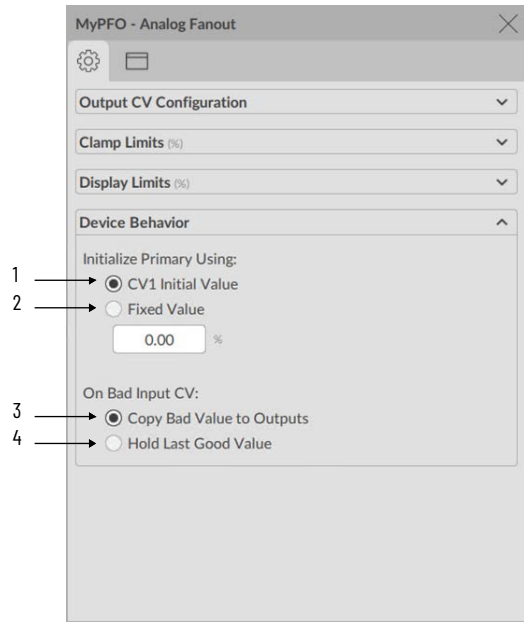 MyPFO - Analog Fanout
Output CV Configuration
Clamp Limits (%)
Display Limits (%)
Device Behavior
Initialize Primary Using:
1 CV1 Initial Value
2 Fixed Value
0.00 %
On Bad Input CV:
3 Copy Bad Value to Outputs
4 Hold Last Good Value